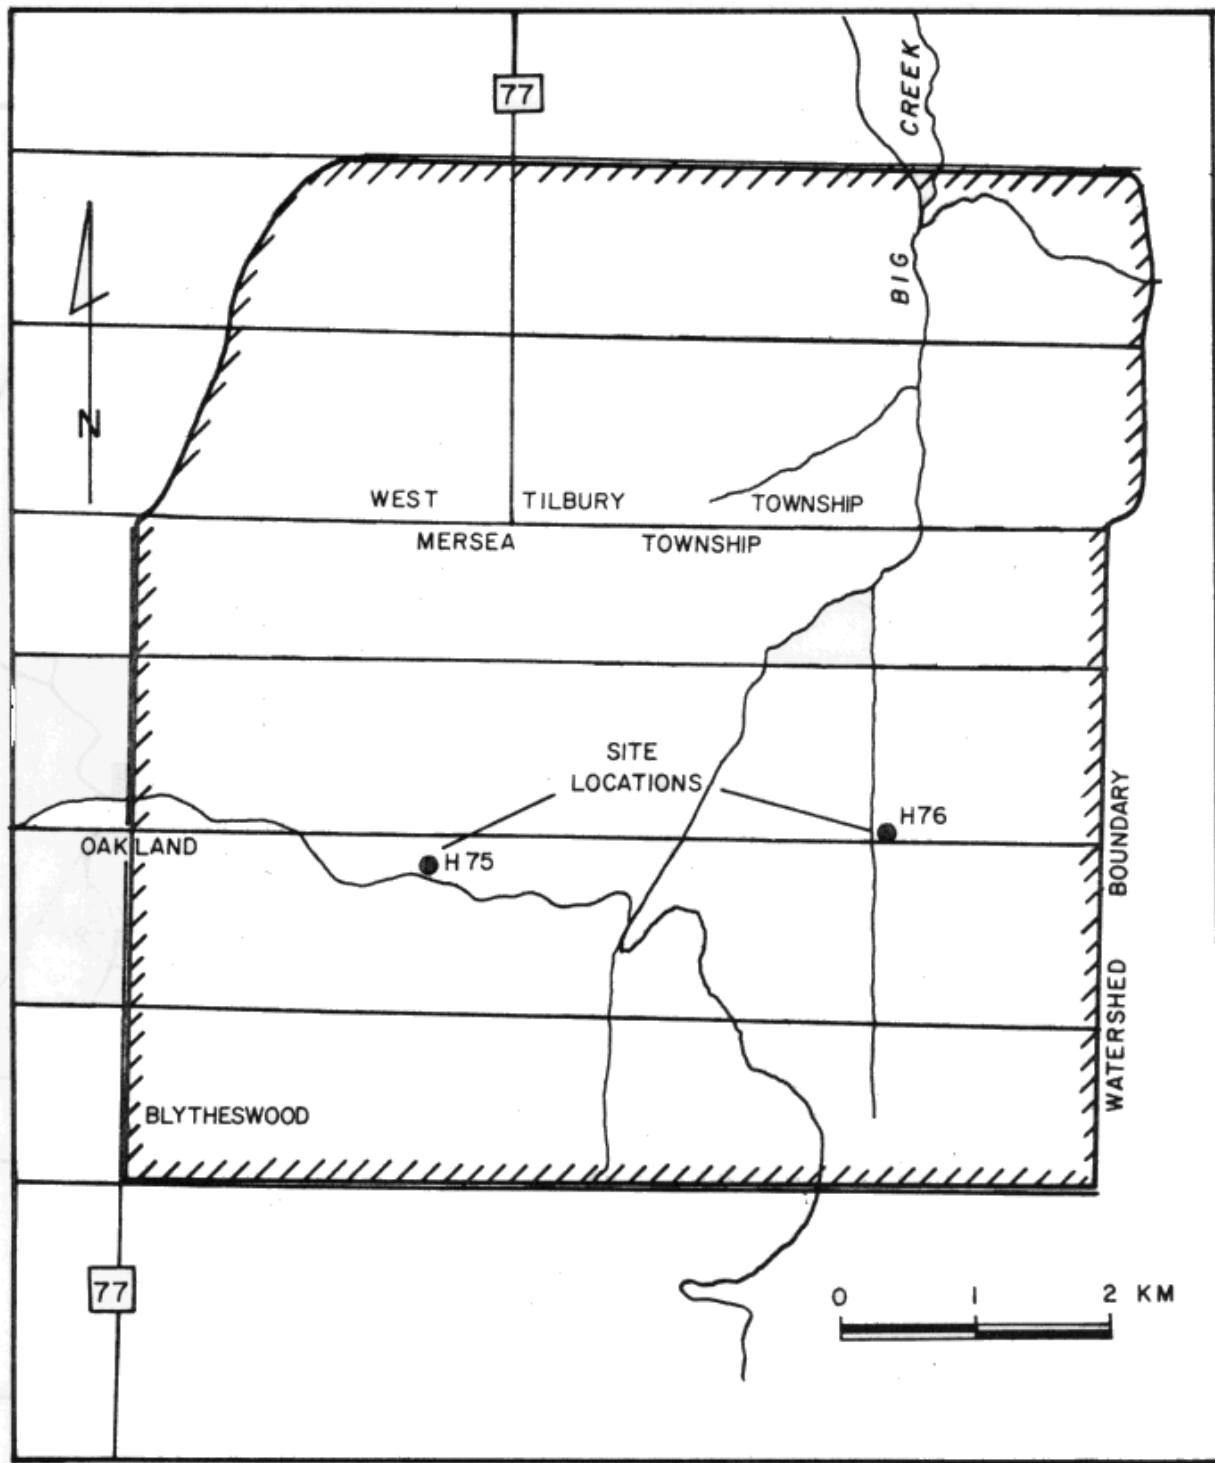 77
CREEK
BIG
N
WEST TILBURY TOWNSHIP
MERSEA TOWNSHIP
SITE
LOCATIONS
H76
OAKLAND
H75
WATERSHED BOUNDARY
BLYTHESWOOD
77
0 1 2 KM